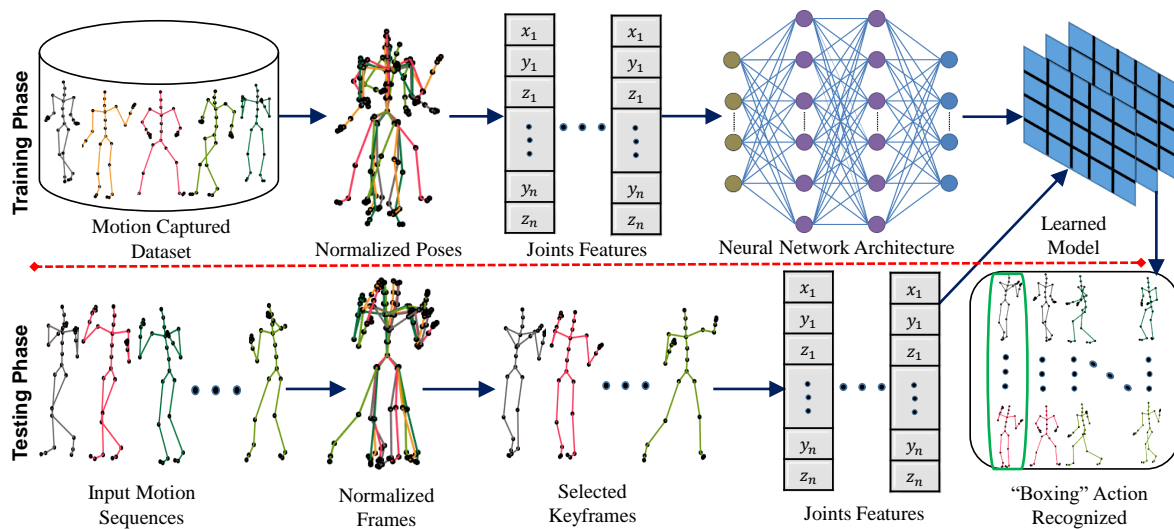 Training Phase
Motion Captured
Dataset
Normalized Poses
x₁
y₁
z₁
yₙ
zₙ
x₁
y₁
z₁
yₙ
zₙ
Joints Features
Neural Network Architecture
Learned
Model
Testing Phase
Input Motion
Sequences
Normalized
Frames
Selected
Keyframes
x₁
y₁
z₁
yₙ
zₙ
x₁
y₁
z₁
yₙ
zₙ
Joints Features
“Boxing” Action
Recognized